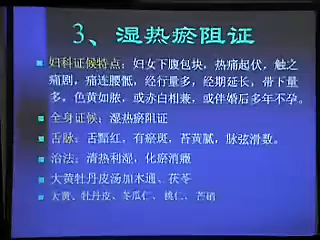 3、湿热瘀阻证
妇科证候特点：妇女下腹包块，热痛起伏，触之
痛剧，痛连腰骶，经行量多，经期延长，带下量
多，色黄如脓，或赤白相兼，或伴婚后多年不孕。
全身证候：湿热瘀阻证
舌脉：舌黯红，有瘀斑，苔黄腻，脉弦滑数。
治法：清热利湿，化瘀消癥
大黄牡丹皮汤加木通、茯苓
大黄、牡丹皮、冬瓜仁、桃仁、芒硝